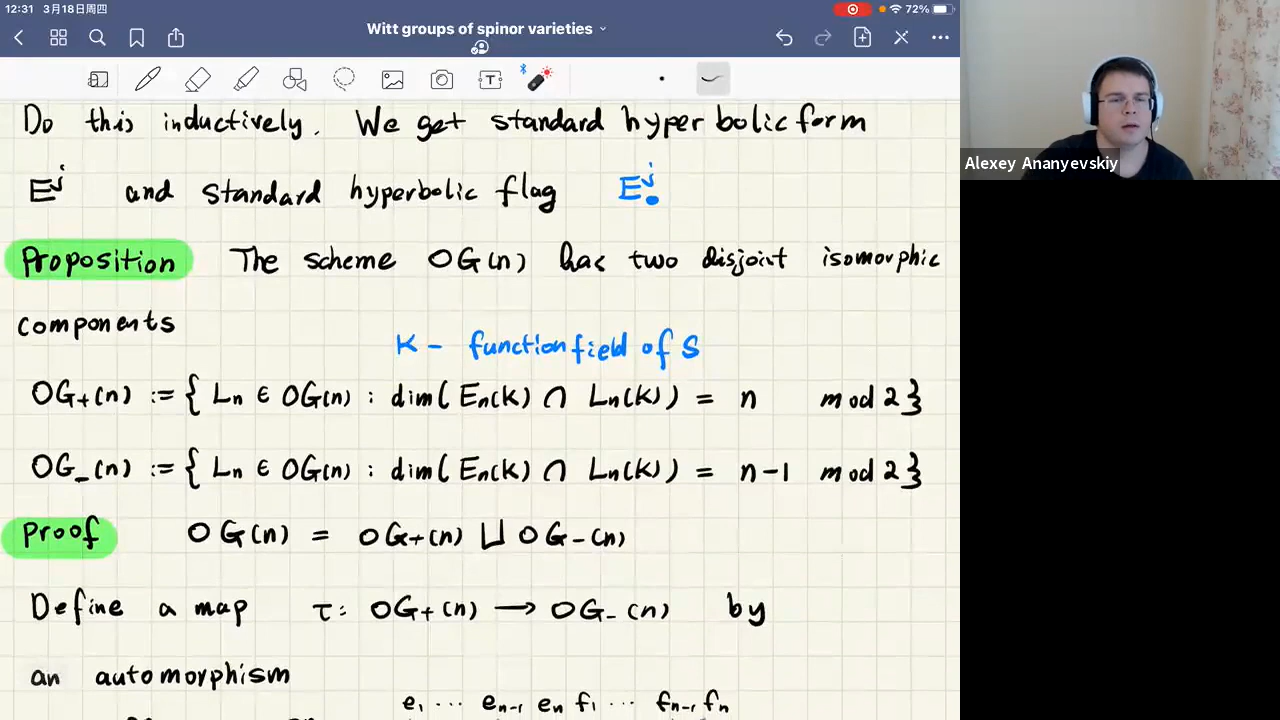 12:31 3月18日周四
72%
Witt groups of spinor varieties
Do this inductively. We get standard hyperbolic form
E^j and standard hyperbolic flag E^j_•
Proposition The scheme OG(n) has two disjoint isomorphic
components
K - function field of S
OG+(n) := { Ln ∈ OG(n) : dim( En(K) ∩ Ln(K) ) = n mod 2 }
OG_(n) := { Ln ∈ OG(n) : dim( En(K) ∩ Ln(K) ) = n-1 mod 2 }
Proof OG(n) = OG+(n) ⊔ OG-(n)
Define a map τ: OG+(n) → OG-(n) by
an automorphism
e1 ... en-1 en f1 ... fn-1 fn
Alexey Ananyevskiy